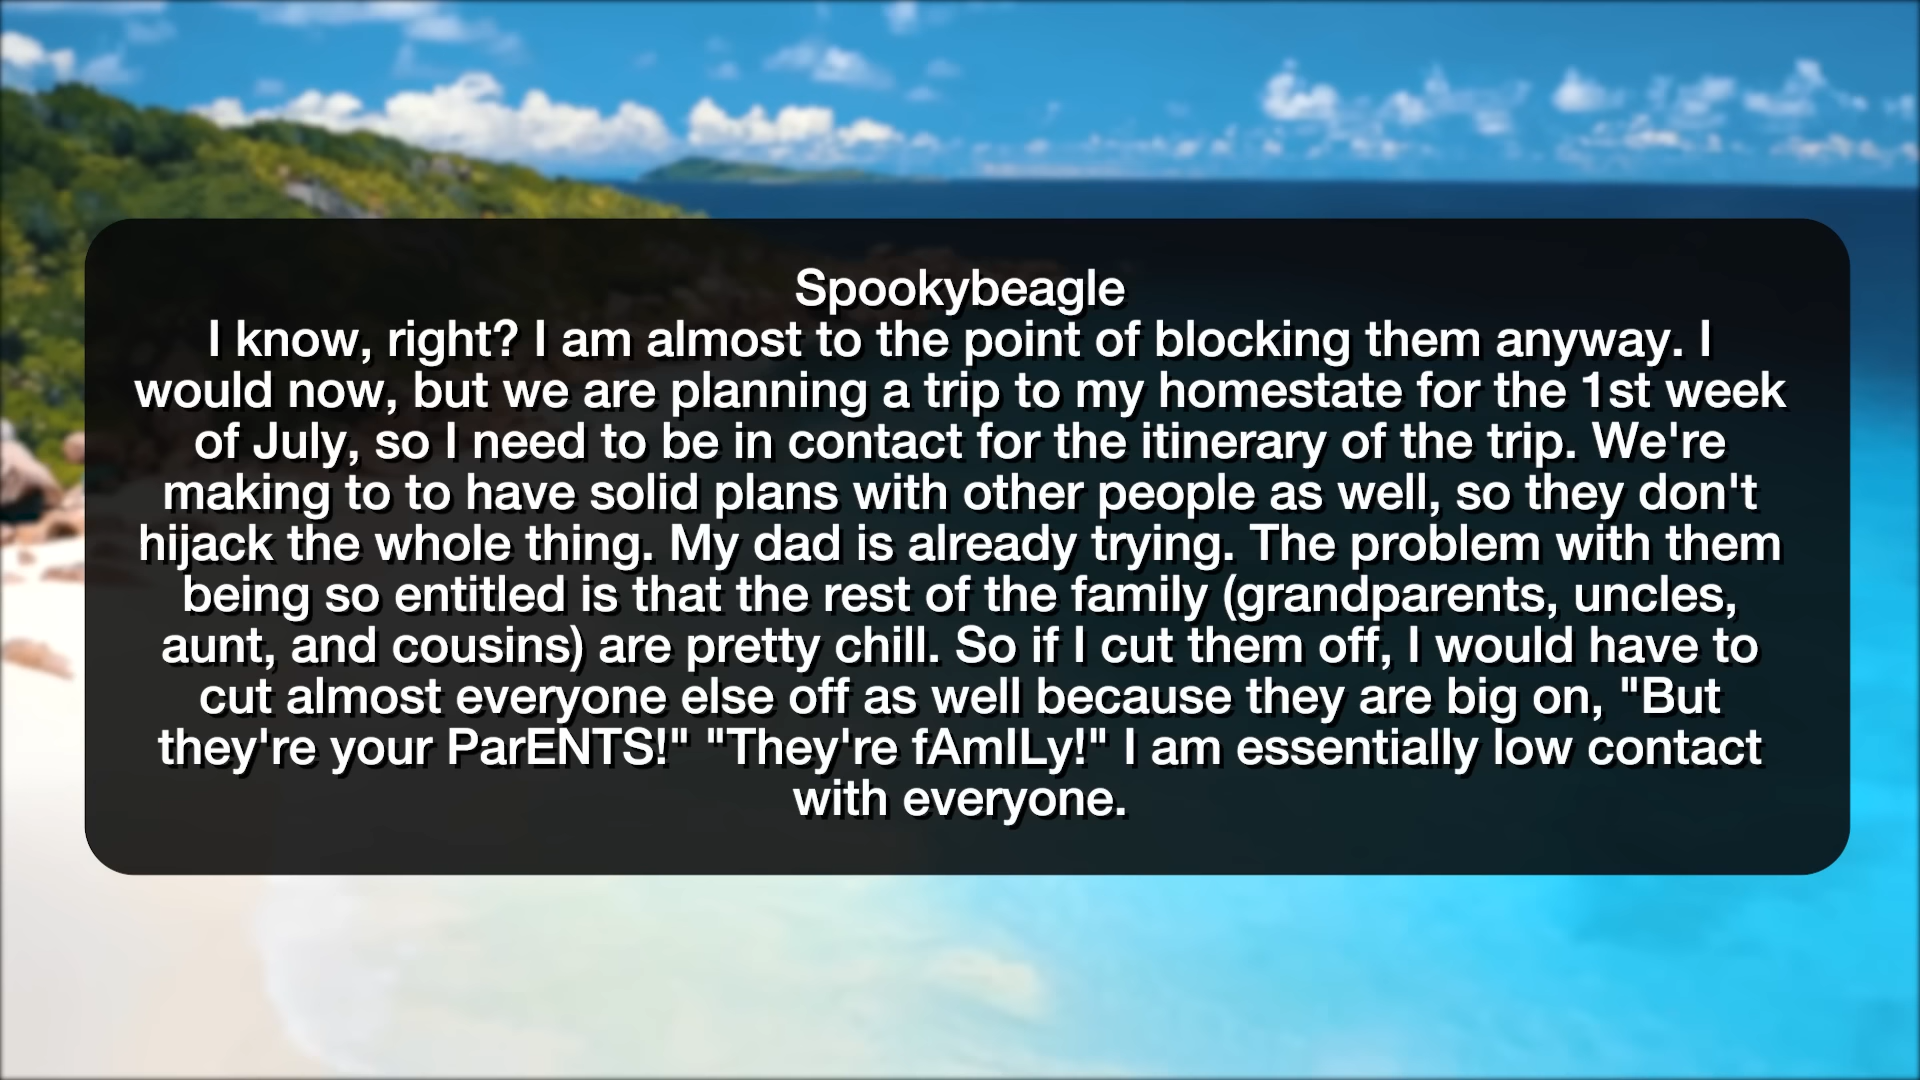 Spookybeagle
I know, right? I am almost to the point of blocking them anyway. I
would now, but we are planning a trip to my homestate for the 1st week
of July, so I need to be in contact for the itinerary of the trip. We're
making to to have solid plans with other people as well, so they don't
hijack the whole thing. My dad is already trying. The problem with them
being so entitled is that the rest of the family (grandparents, uncles,
aunt, and cousins) are pretty chill. So if I cut them off, I would have to
cut almost everyone else off as well because they are big on, "But
they're your ParENTS!" "They're fAmILy!" I am essentially low contact
with everyone.